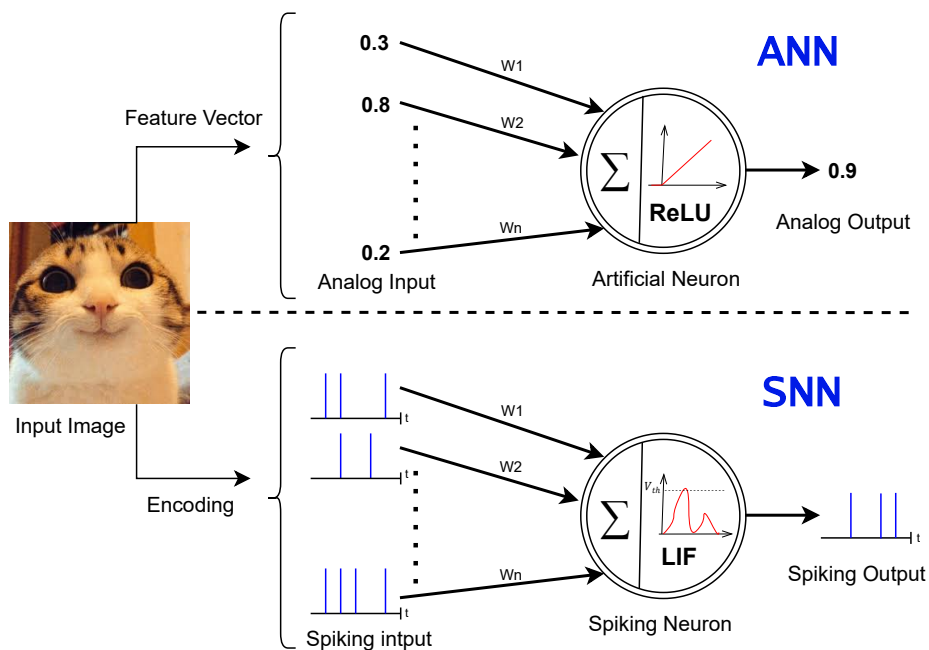 ANN
Feature Vector
0.3
0.8
0.2
W1
W2
Wn
Analog Input
∑
ReLU
Artificial Neuron
0.9
Analog Output
Input Image
SNN
Encoding
t
t
t
W1
W2
Wn
Spiking intput
∑
V_th
LIF
Spiking Neuron
t
Spiking Output